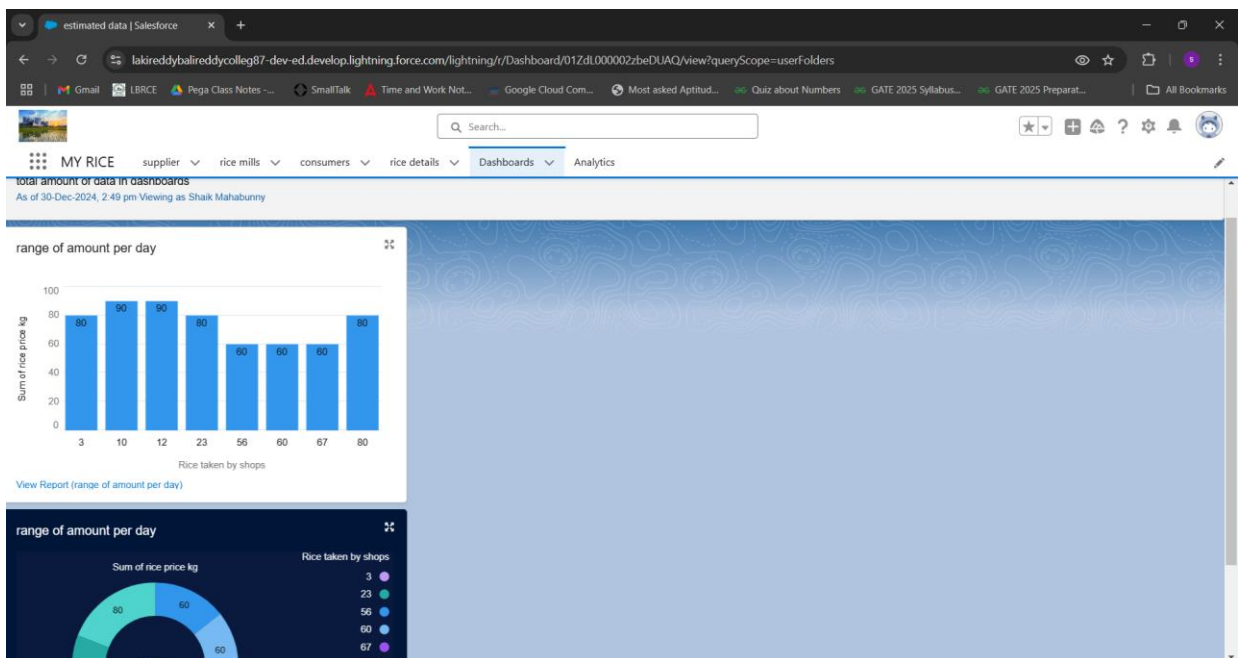 estimated data | Salesforce
lakireddybalireddycolleg87-dev-ed.develop.lightning.force.com/lightning/r/Dashboard/01ZdL000002zbeDUAQ/view?queryScope=userFolders
Gmail LBRCE Pega Class Notes -... SmallTalk Time and Work Not... Google Cloud Com... Most asked Aptitud... Quiz about Numbers GATE 2025 Syllabus... GATE 2025 Preparat... All Bookmarks
Search...
MY RICE supplier rice mills consumers rice details Dashboards Analytics
total amount of data in dashboards
As of 30-Dec-2024, 2:49 pm Viewing as Shaik Mahabunny
range of amount per day
Sum of rice price kg
100
80
60
40
20
0
80 90 90 80 60 60 60 80
3 10 12 23 56 60 67 80
Rice taken by shops
View Report (range of amount per day)
range of amount per day
Sum of rice price kg
80 60
60
Rice taken by shops
3
23
56
60
67